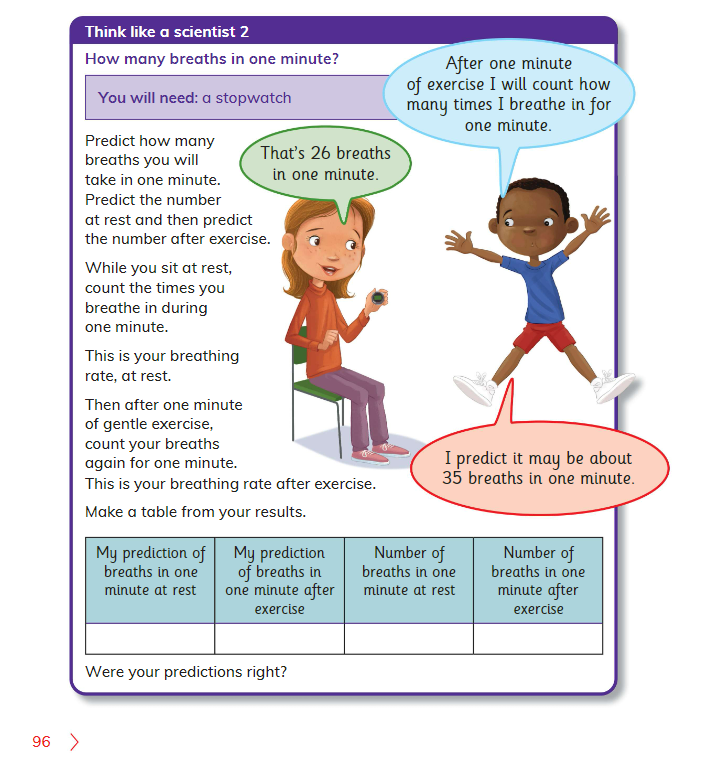 Think like a scientist 2
How many breaths in one minute?
You will need: a stopwatch
After one minute
of exercise I will count how
many times I breathe in for
one minute.
That's 26 breaths
in one minute.
Predict how many
breaths you will
take in one minute.
Predict the number
at rest and then predict
the number after exercise.
While you sit at rest,
count the times you
breathe in during
one minute.
This is your breathing
rate, at rest.
Then after one minute
of gentle exercise,
count your breaths
again for one minute.
This is your breathing rate after exercise.
I predict it may be about
35 breaths in one minute.
Make a table from your results.
My prediction of
breaths in one
minute at rest
My prediction
of breaths in
one minute after
exercise
Number of
breaths in one
minute at rest
Number of
breaths in one
minute after
exercise
Were your predictions right?
96